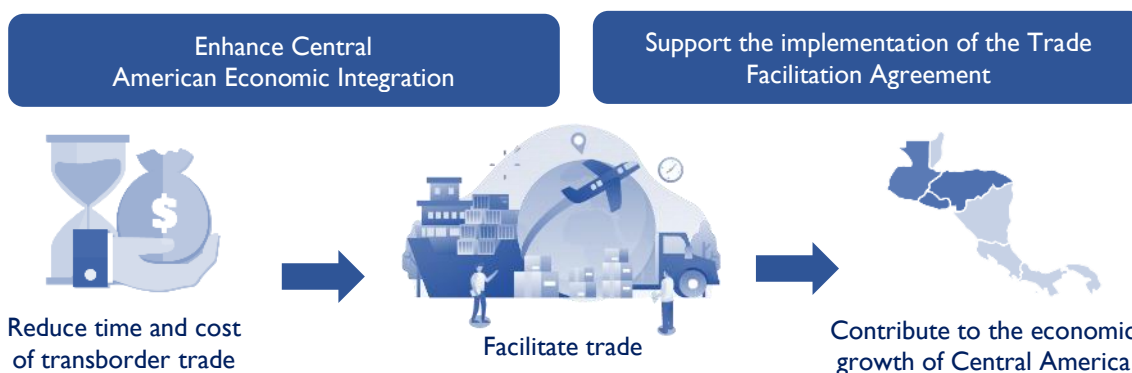 Enhance Central
American Economic Integration
Support the implementation of the Trade
Facilitation Agreement
$
Reduce time and cost
of transborder trade
Facilitate trade
Contribute to the economic
growth of Central America